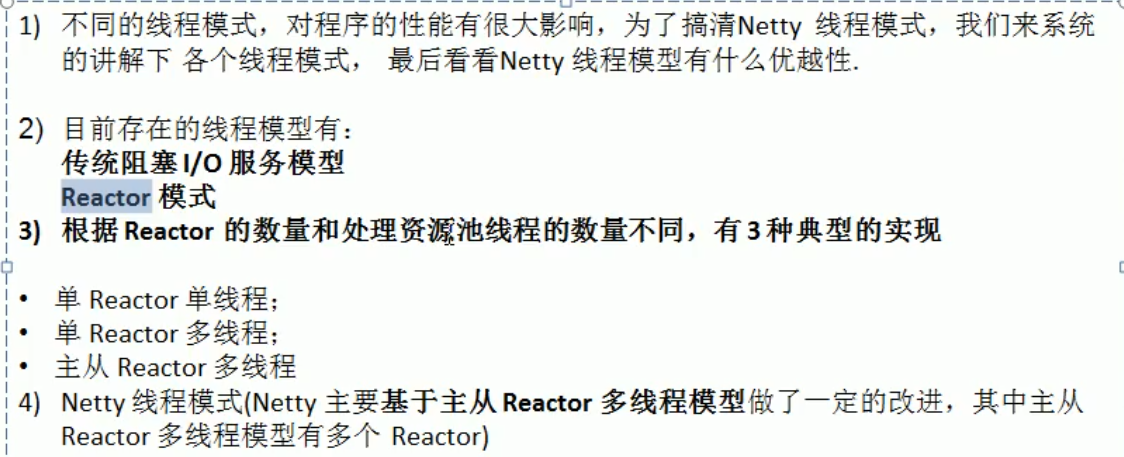 1) 不同的线程模式，对程序的性能有很大影响，为了搞清Netty 线程模式，我们来系统
的讲解下 各个线程模式， 最后看看Netty 线程模型有什么优越性.
2) 目前存在的线程模型有：
传统阻塞 I/O 服务模型
Reactor 模式
3) 根据 Reactor 的数量和处理资源池线程的数量不同，有 3 种典型的实现
• 单 Reactor 单线程；
• 单 Reactor 多线程；
• 主从 Reactor 多线程
4) Netty 线程模式(Netty 主要基于主从 Reactor 多线程模型做了一定的改进，其中主从
Reactor 多线程模型有多个 Reactor)